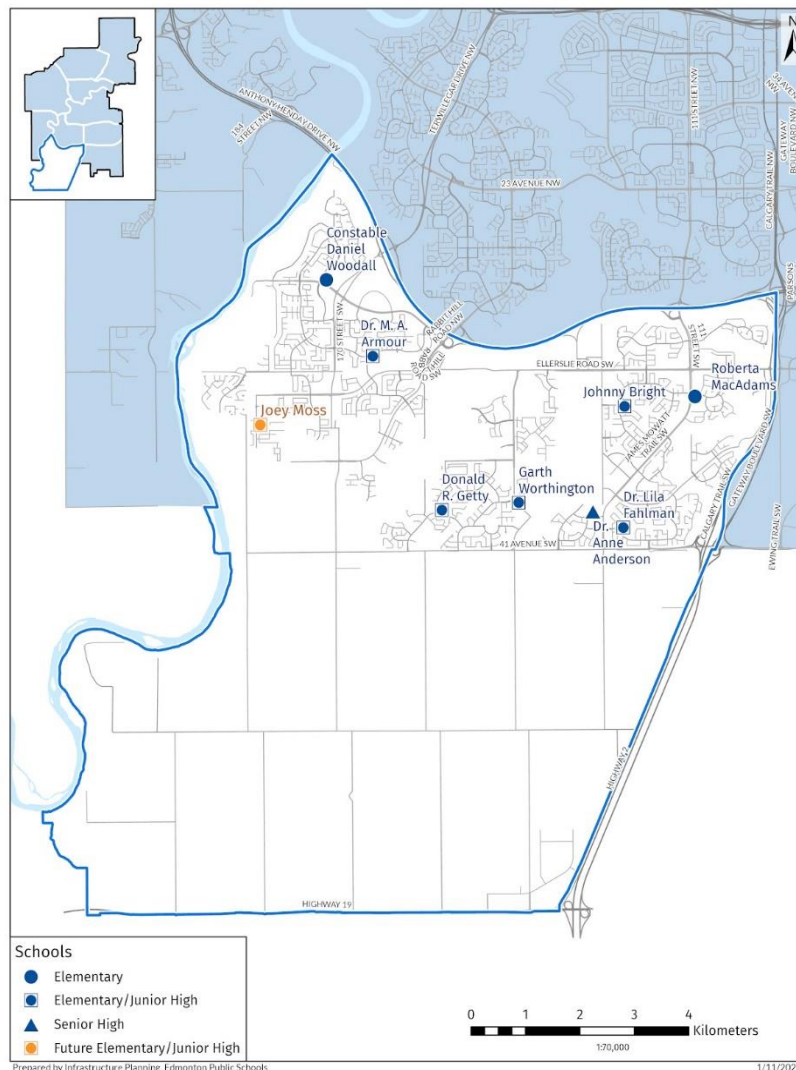 N
ANTHONY HENDAY DRIVE NW
184
STREET NW
TERWILLEGAR DRIVE NW
111 STREET NW
GATEWAY
BOULEVARD NW
CALGARY TRAIL NW
23 AVENUE NW
PARSONS
Constable
Daniel
Woodall
170 STREET SW
Dr. M. A.
Armour
RABBIT HILL
ROAD NW
RABBIT HILL
ROAD SW
ELLERSLIE ROAD SW
111
STREET SW
Roberta
MacAdams
Johnny Bright
JAMES MOWATT
TRAIL SW
Joey Moss
Donald
R. Getty
Garth
Worthington
Dr. Lila
Fahlman
Dr.
Anne
Anderson
CALGARY TRAIL SW
GATEWAY BOULEVARD SW
EWING TRAIL SW
41 AVENUE SW
HIGHWAY 2
HIGHWAY 19
Schools
Elementary
Elementary/Junior High
Senior High
Future Elementary/Junior High
0 1 2 3 4
Kilometers
1:70,000
Prepared by Infrastructure Planning, Edmonton Public Schools